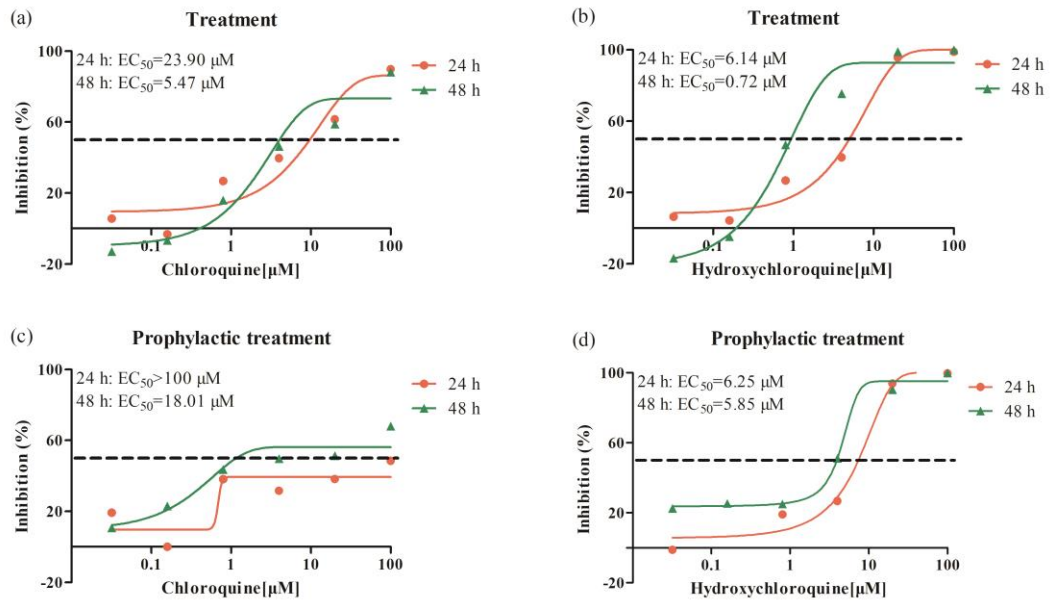 (a)
Treatment
100
60
20
-20
Inhibition (%)
24 h: EC₅₀=23.90 μM
48 h: EC₅₀=5.47 μM
24 h
48 h
0.1 1 10 100
Chloroquine[μM]
(b)
Treatment
100
60
20
-20
Inhibition (%)
24 h: EC₅₀=6.14 μM
48 h: EC₅₀=0.72 μM
24 h
48 h
0.1 1 10 100
Hydroxychloroquine[μM]
(c)
Prophylactic treatment
100
60
20
-20
Inhibition (%)
24 h: EC₅₀>100 μM
48 h: EC₅₀=18.01 μM
24 h
48 h
0.1 1 10 100
Chloroquine[μM]
(d)
Prophylactic treatment
100
60
20
-20
Inhibition (%)
24 h: EC₅₀=6.25 μM
48 h: EC₅₀=5.85 μM
24 h
48 h
0.1 1 10 100
Hydroxychloroquine[μM]